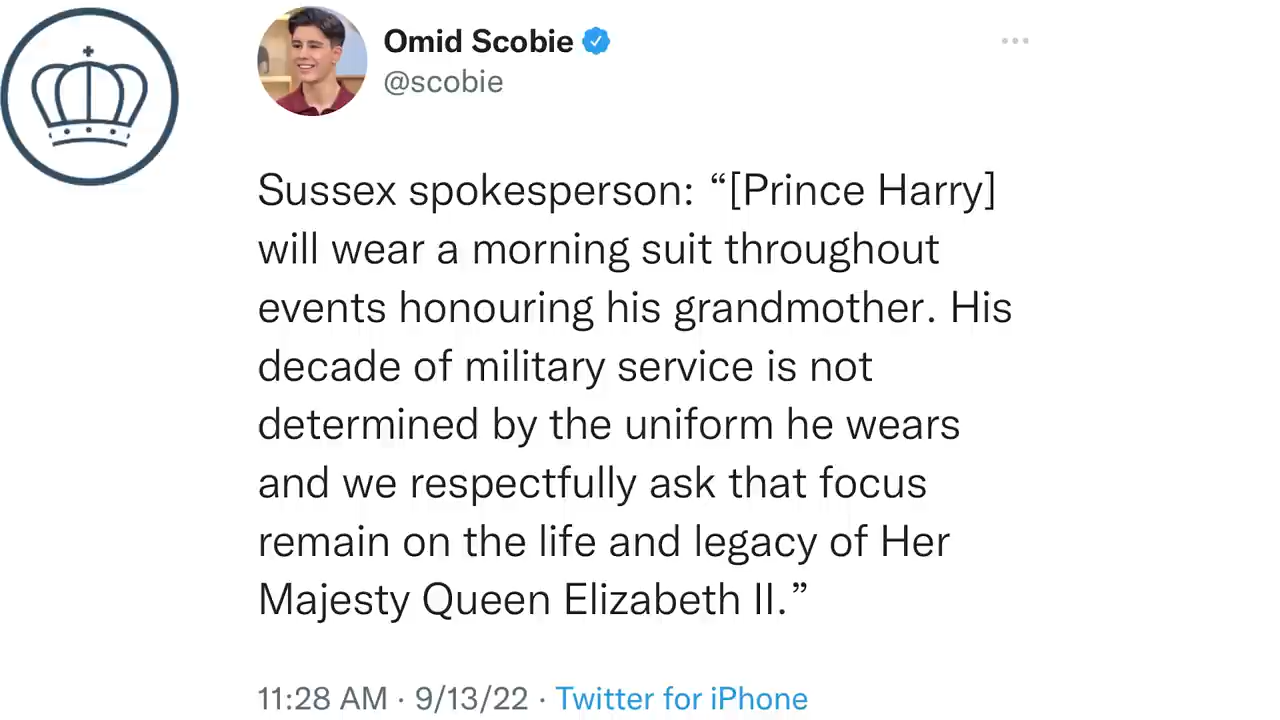 Omid Scobie
@scobie
Sussex spokesperson: “[Prince Harry]
will wear a morning suit throughout
events honouring his grandmother. His
decade of military service is not
determined by the uniform he wears
and we respectfully ask that focus
remain on the life and legacy of Her
Majesty Queen Elizabeth II.”
11:28 AM · 9/13/22 · Twitter for iPhone